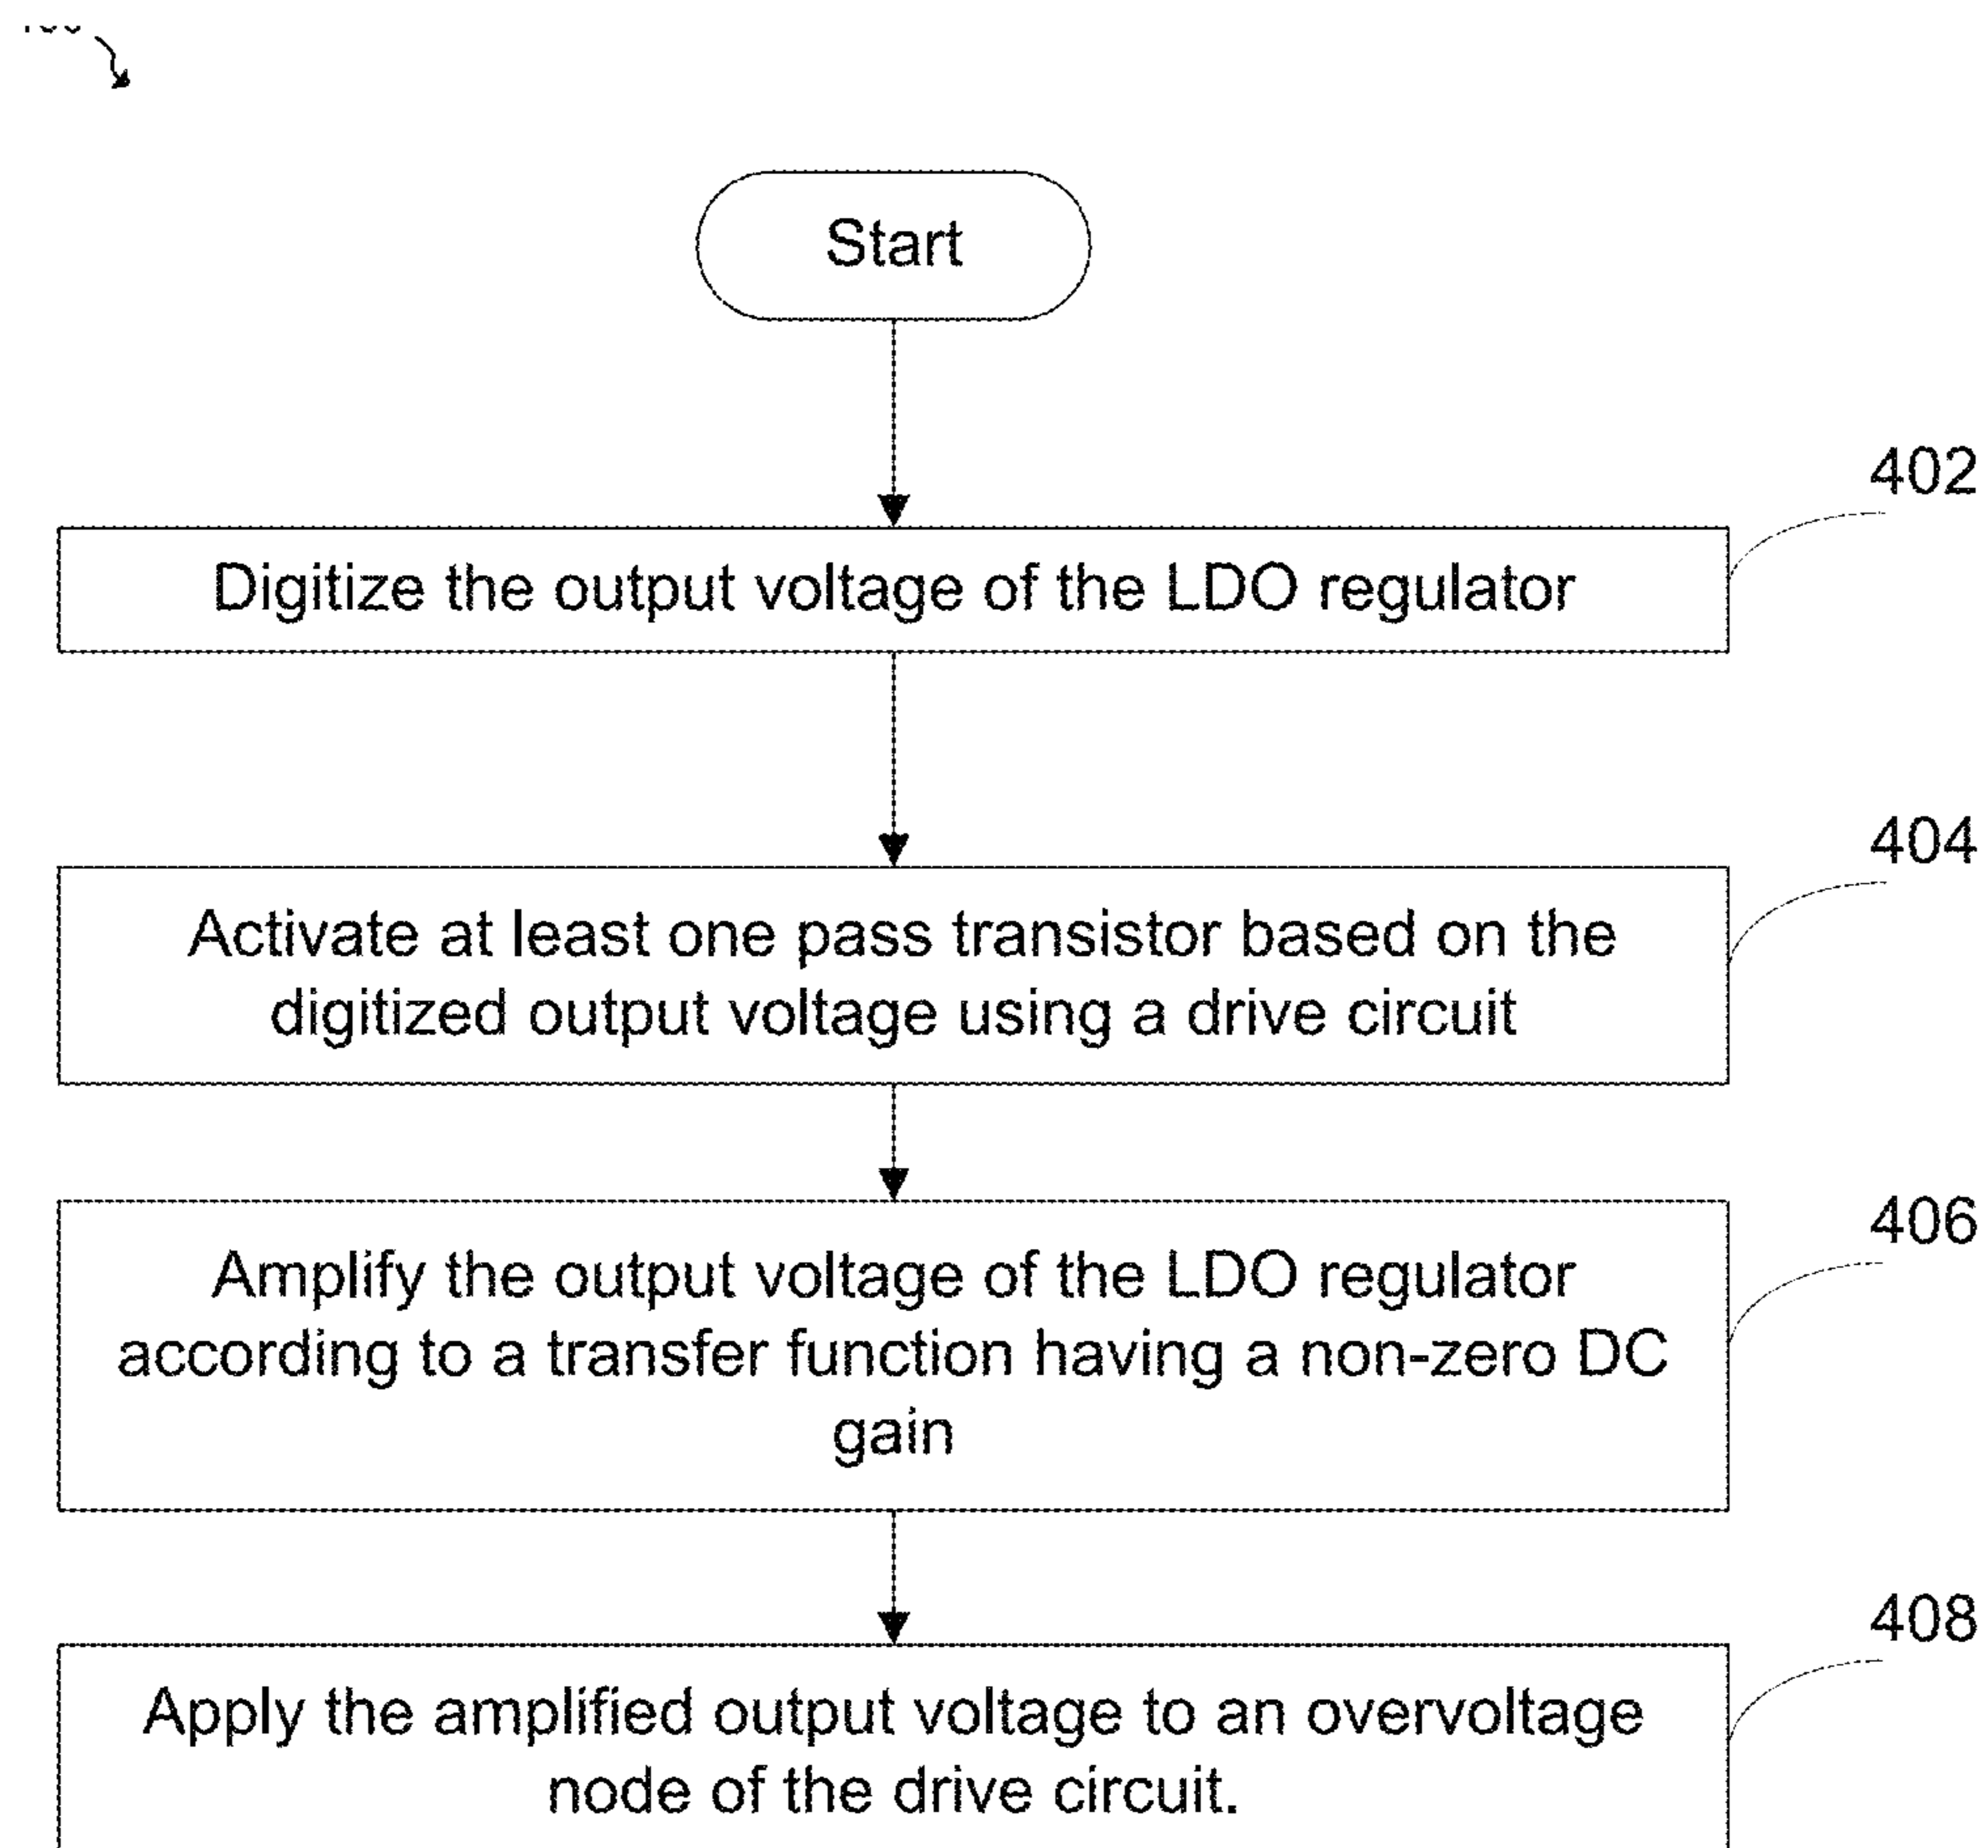 Start
402
Digitize the output voltage of the LDO regulator
404
Activate at least one pass transistor based on the
digitized output voltage using a drive circuit
406
Amplify the output voltage of the LDO regulator
according to a transfer function having a non-zero DC
gain
408
Apply the amplified output voltage to an overvoltage
node of the drive circuit.